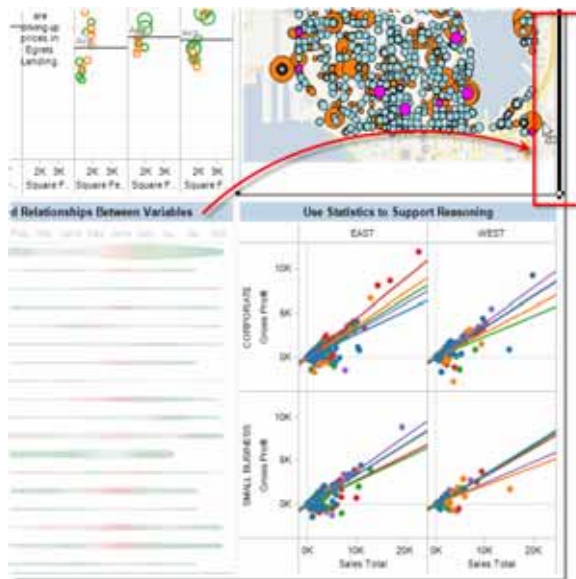 are
driving up
prices in
Egrets
Landing.
2K 3K 2K 3K 2K 3K 2K 3K
Square F... Square Fe... Square F... Square F...
d Relationships Between Variables
Use Statistics to Support Reasoning
EAST WEST
CORPORATE
Gross Profit
10K
5K
0K
SMALL BUSINESS
Gross Profit
10K
5K
0K
0K 10K 20K 0K 10K 20K
Sales Total
Sales Total